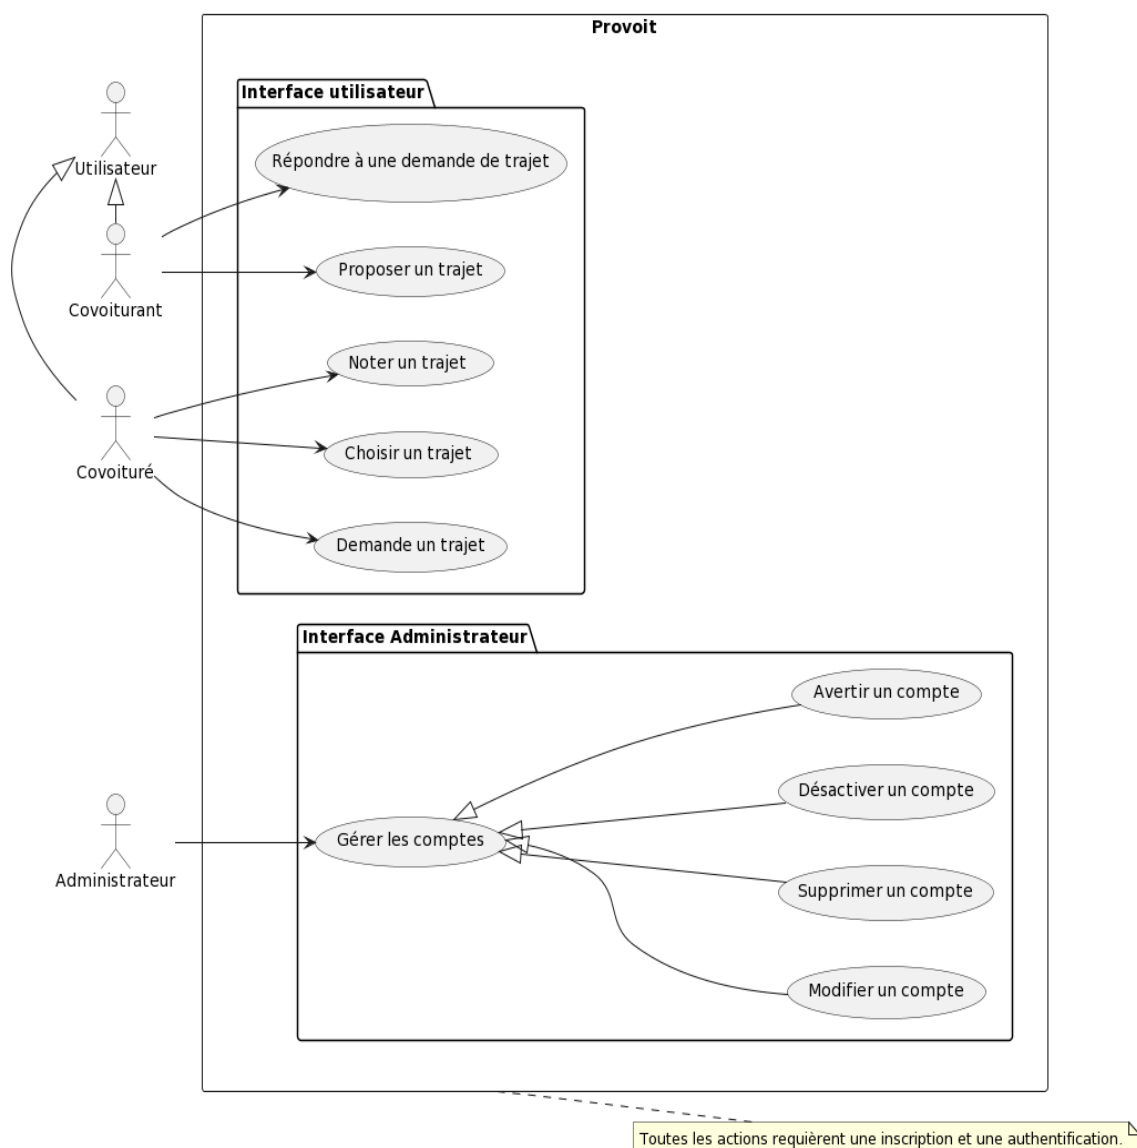 Provoit
Interface utilisateur
Répondre à une demande de trajet
Utilisateur
Proposer un trajet
Covoiturant
Noter un trajet
Choisir un trajet
Covoituré
Demande un trajet
Interface Administrateur
Avertir un compte
Désactiver un compte
Gérer les comptes
Administrateur
Supprimer un compte
Modifier un compte
Toutes les actions requièrent une inscription et une authentification.